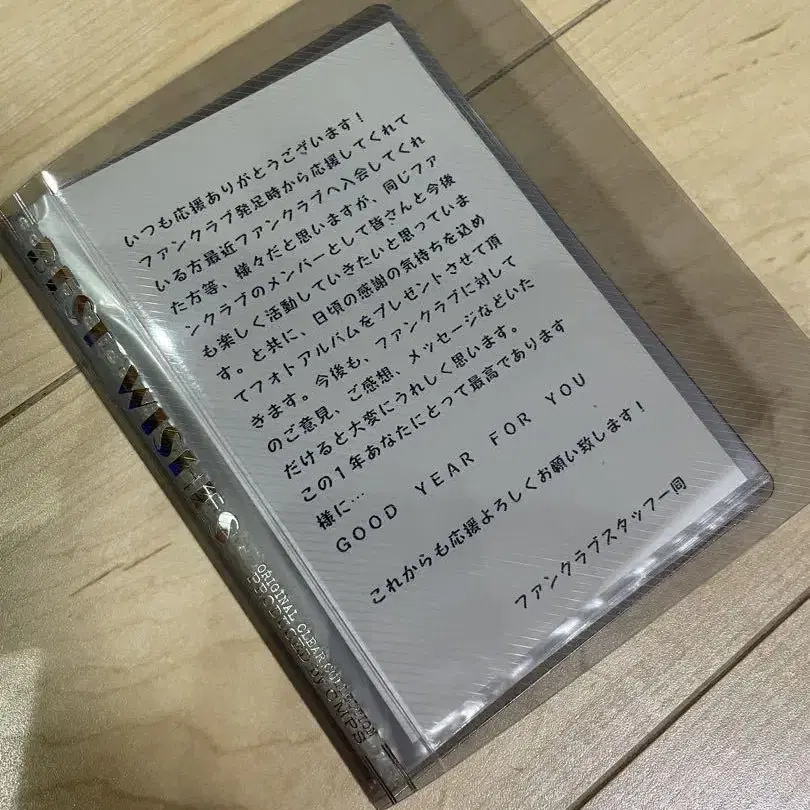 いつも応援ありがとうございます！
ファンクラブ発足時から応援してくれて
いる方最近ファンクラブへ入会してくれ
た方等、様々だと思いますが、同じファ
ンクラブのメンバーとして皆さんと今後
も楽しく活動していきたいと思っていま
す。と共に、日頃の感謝の気持ちを込め
てフォトアルバムをプレゼントさせて頂
きます。今後も、ファンクラブに対して
のご意見、ご感想、メッセージなどいた
だけると大変にうれしく思います。
この１年あなたにとって最高であります
様に…
GOOD YEAR FOR YOU
これからも応援よろしくお願い致します！
ファンクラブスタッフ一同
BEST WISHES
ORIGINAL CLEAR COLLECTION
PRODUCED By CMPS